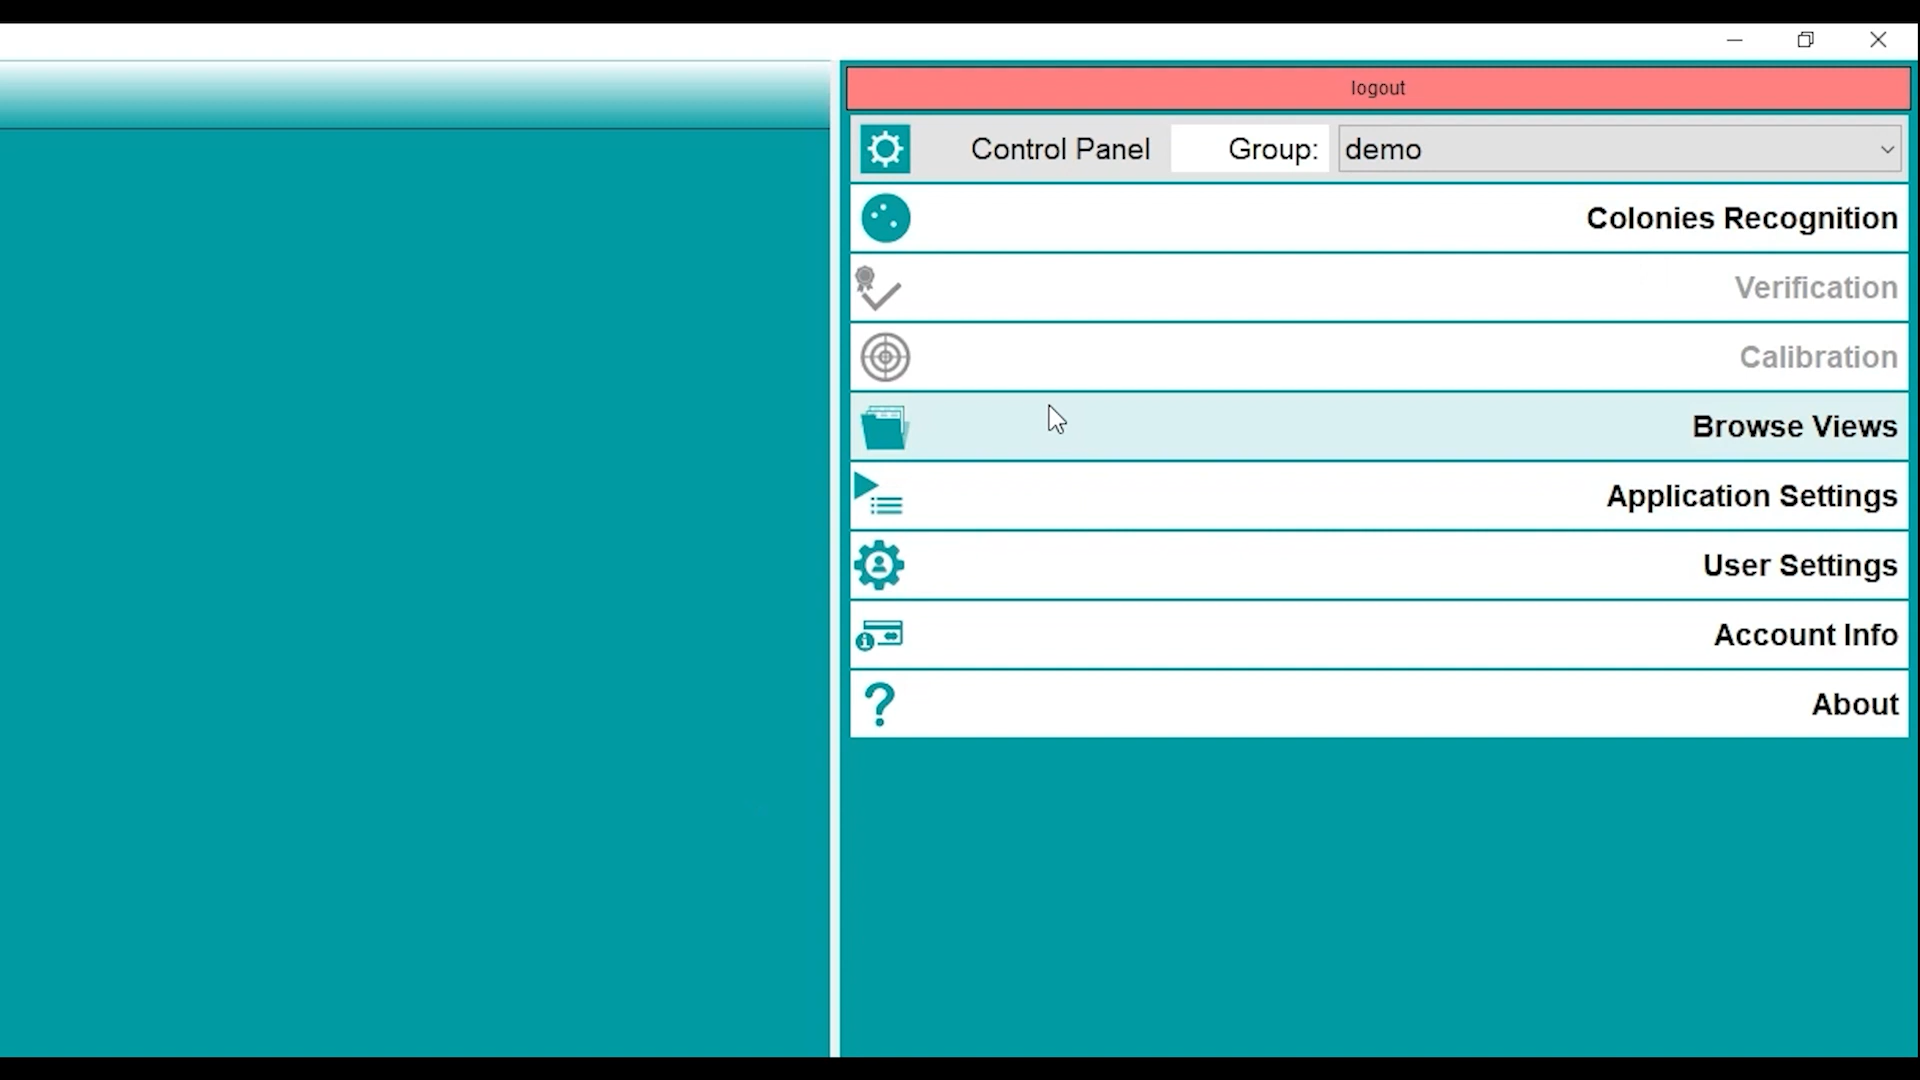 logout
Control Panel Group: demo
Colonies Recognition
Verification
Calibration
Browse Views
Application Settings
User Settings
Account Info
About